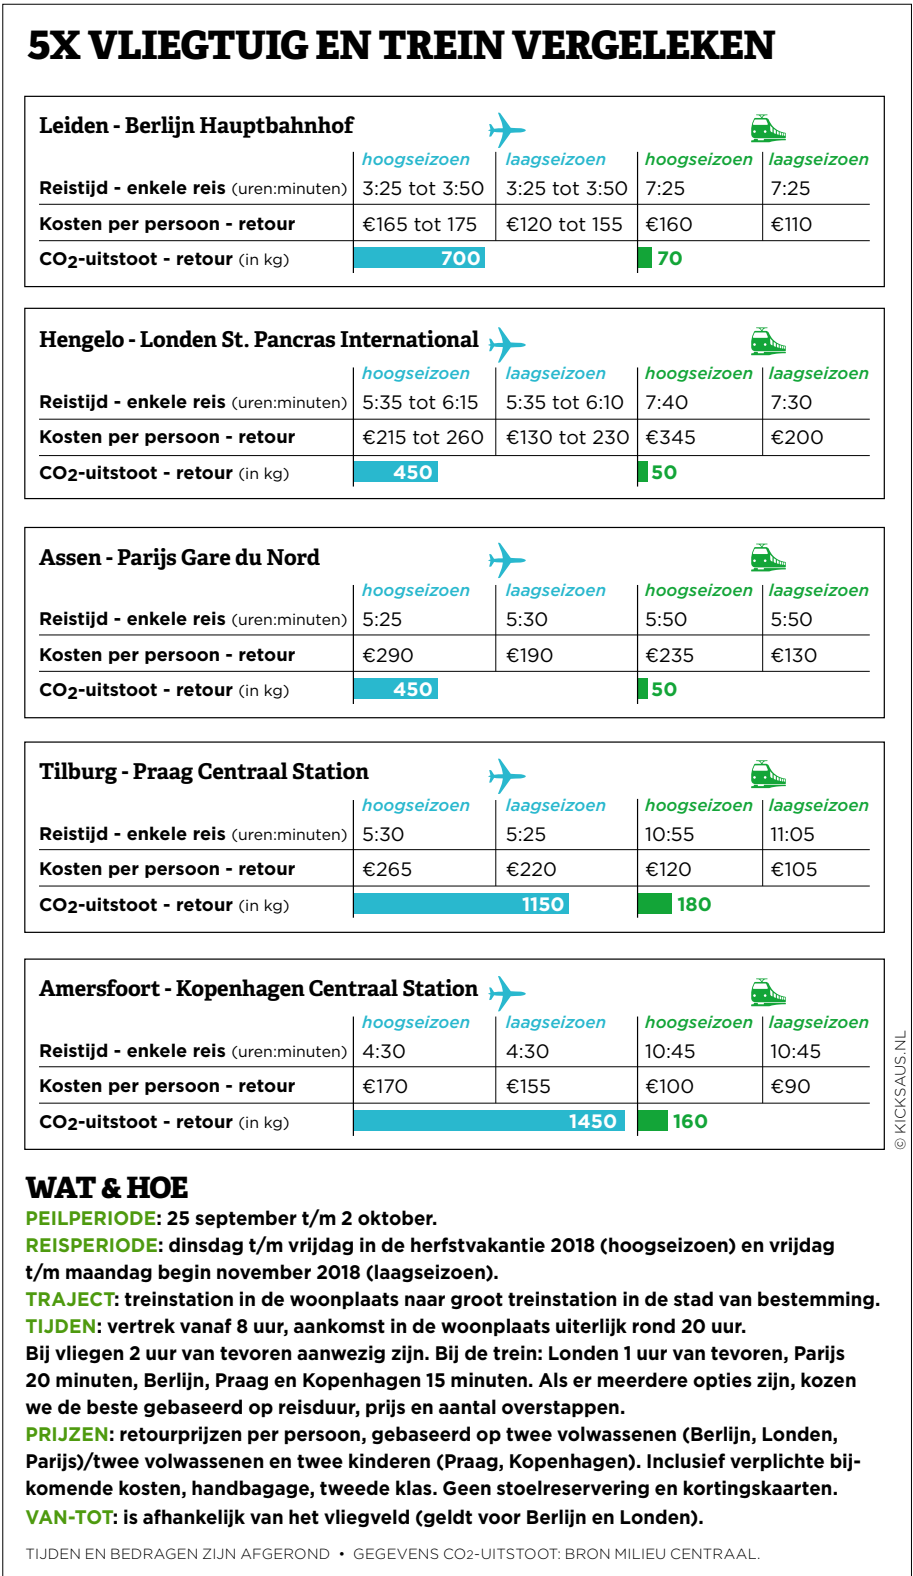 5X VLIEGTUIG EN TREIN VERGELEKEN
Leiden - Berlijn Hauptbahnhof
hoogseizoen laagseizoen hoogseizoen laagseizoen
Reistijd - enkele reis (uren:minuten) 3:25 tot 3:50 3:25 tot 3:50 7:25 7:25
Kosten per persoon - retour €165 tot 175 €120 tot 155 €160 €110
CO2-uitstoot - retour (in kg) 700 70
Hengelo - Londen St. Pancras International
hoogseizoen laagseizoen hoogseizoen laagseizoen
Reistijd - enkele reis (uren:minuten) 5:35 tot 6:15 5:35 tot 6:10 7:40 7:30
Kosten per persoon - retour €215 tot 260 €130 tot 230 €345 €200
CO2-uitstoot - retour (in kg) 450 50
Assen - Parijs Gare du Nord
hoogseizoen laagseizoen hoogseizoen laagseizoen
Reistijd - enkele reis (uren:minuten) 5:25 5:30 5:50 5:50
Kosten per persoon - retour €290 €190 €235 €130
CO2-uitstoot - retour (in kg) 450 50
Tilburg - Praag Centraal Station
hoogseizoen laagseizoen hoogseizoen laagseizoen
Reistijd - enkele reis (uren:minuten) 5:30 5:25 10:55 11:05
Kosten per persoon - retour €265 €220 €120 €105
CO2-uitstoot - retour (in kg) 1150 180
Amersfoort - Kopenhagen Centraal Station
hoogseizoen laagseizoen hoogseizoen laagseizoen
Reistijd - enkele reis (uren:minuten) 4:30 4:30 10:45 10:45
Kosten per persoon - retour €170 €155 €100 €90
CO2-uitstoot - retour (in kg) 1450 160
© KICKSAUS.NL
WAT & HOE
PEILPERIODE: 25 september t/m 2 oktober.
REISPERIODE: dinsdag t/m vrijdag in de herfstvakantie 2018 (hoogseizoen) en vrijdag
t/m maandag begin november 2018 (laagseizoen).
TRAJECT: treinstation in de woonplaats naar groot treinstation in de stad van bestemming.
TIJDEN: vertrek vanaf 8 uur, aankomst in de woonplaats uiterlijk rond 20 uur.
Bij vliegen 2 uur van tevoren aanwezig zijn. Bij de trein: Londen 1 uur van tevoren, Parijs
20 minuten, Berlijn, Praag en Kopenhagen 15 minuten. Als er meerdere opties zijn, kozen
we de beste gebaseerd op reisduur, prijs en aantal overstappen.
PRIJZEN: retourprijzen per persoon, gebaseerd op twee volwassenen (Berlijn, Londen,
Parijs)/twee volwassenen en twee kinderen (Praag, Kopenhagen). Inclusief verplichte bij-
komende kosten, handbagage, tweede klas. Geen stoelreservering en kortingskaarten.
VAN-TOT: is afhankelijk van het vliegveld (geldt voor Berlijn en Londen).
TIJDEN EN BEDRAGEN ZIJN AFGEROND • GEGEVENS CO2-UITSTOOT: BRON MILIEU CENTRAAL.